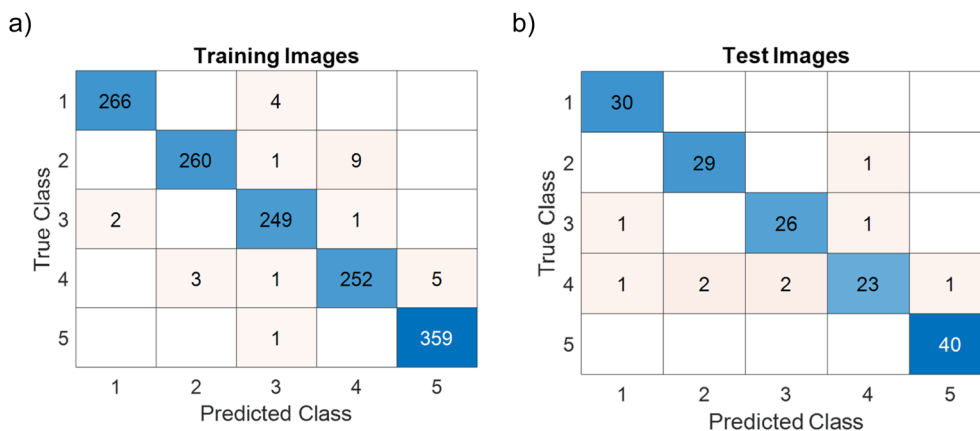 a)
Training Images
True Class
1 266 4
2 260 1 9
3 2 249 1
4 3 1 252 5
5 1 359
1 2 3 4 5
Predicted Class
b)
Test Images
True Class
1 30
2 29 1
3 1 26 1
4 1 2 2 23 1
5 40
1 2 3 4 5
Predicted Class